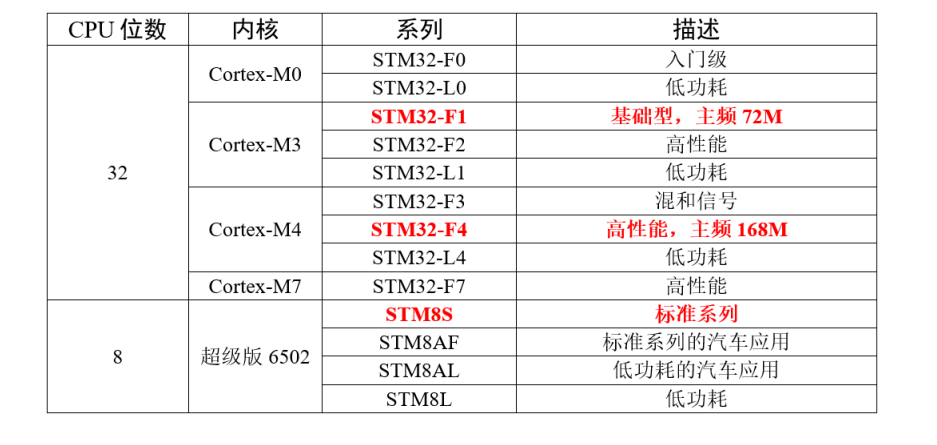 CPU 位数 内核 系列 描述
32 Cortex-M0 STM32-F0 入门级
STM32-L0 低功耗
Cortex-M3 STM32-F1 基础型，主频 72M
STM32-F2 高性能
STM32-L1 低功耗
Cortex-M4 STM32-F3 混和信号
STM32-F4 高性能，主频 168M
STM32-L4 低功耗
Cortex-M7 STM32-F7 高性能
8 超级版 6502 STM8S 标准系列
STM8AF 标准系列的汽车应用
STM8AL 低功耗的汽车应用
STM8L 低功耗